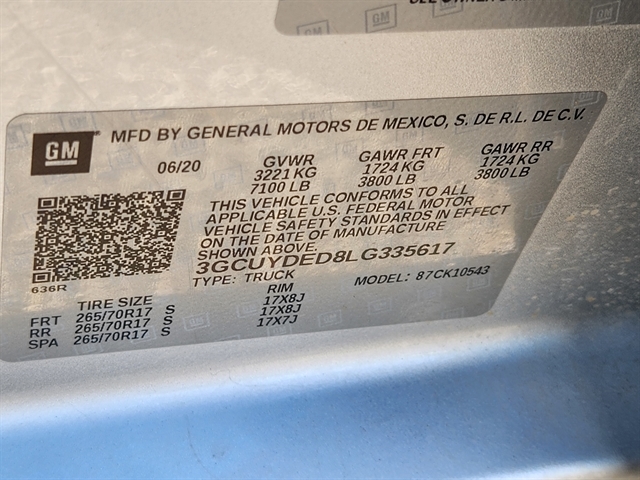 GM
GM MFD BY GENERAL MOTORS DE MEXICO, S. DE R.L. DE C.V.
06/20 GVWR GAWR FRT GAWR RR
3221 KG 1724 KG 1724 KG
7100 LB 3800 LB 3800 LB
THIS VEHICLE CONFORMS TO ALL
APPLICABLE U.S. FEDERAL MOTOR
VEHICLE SAFETY STANDARDS IN EFFECT
ON THE DATE OF MANUFACTURE
SHOWN ABOVE.
3GCUYDED8LG335617
636R TYPE: TRUCK MODEL: 87CK10543
TIRE SIZE RIM
FRT 265/70R17 S 17X8J
RR 265/70R17 S 17X8J
SPA 265/70R17 S 17X7J